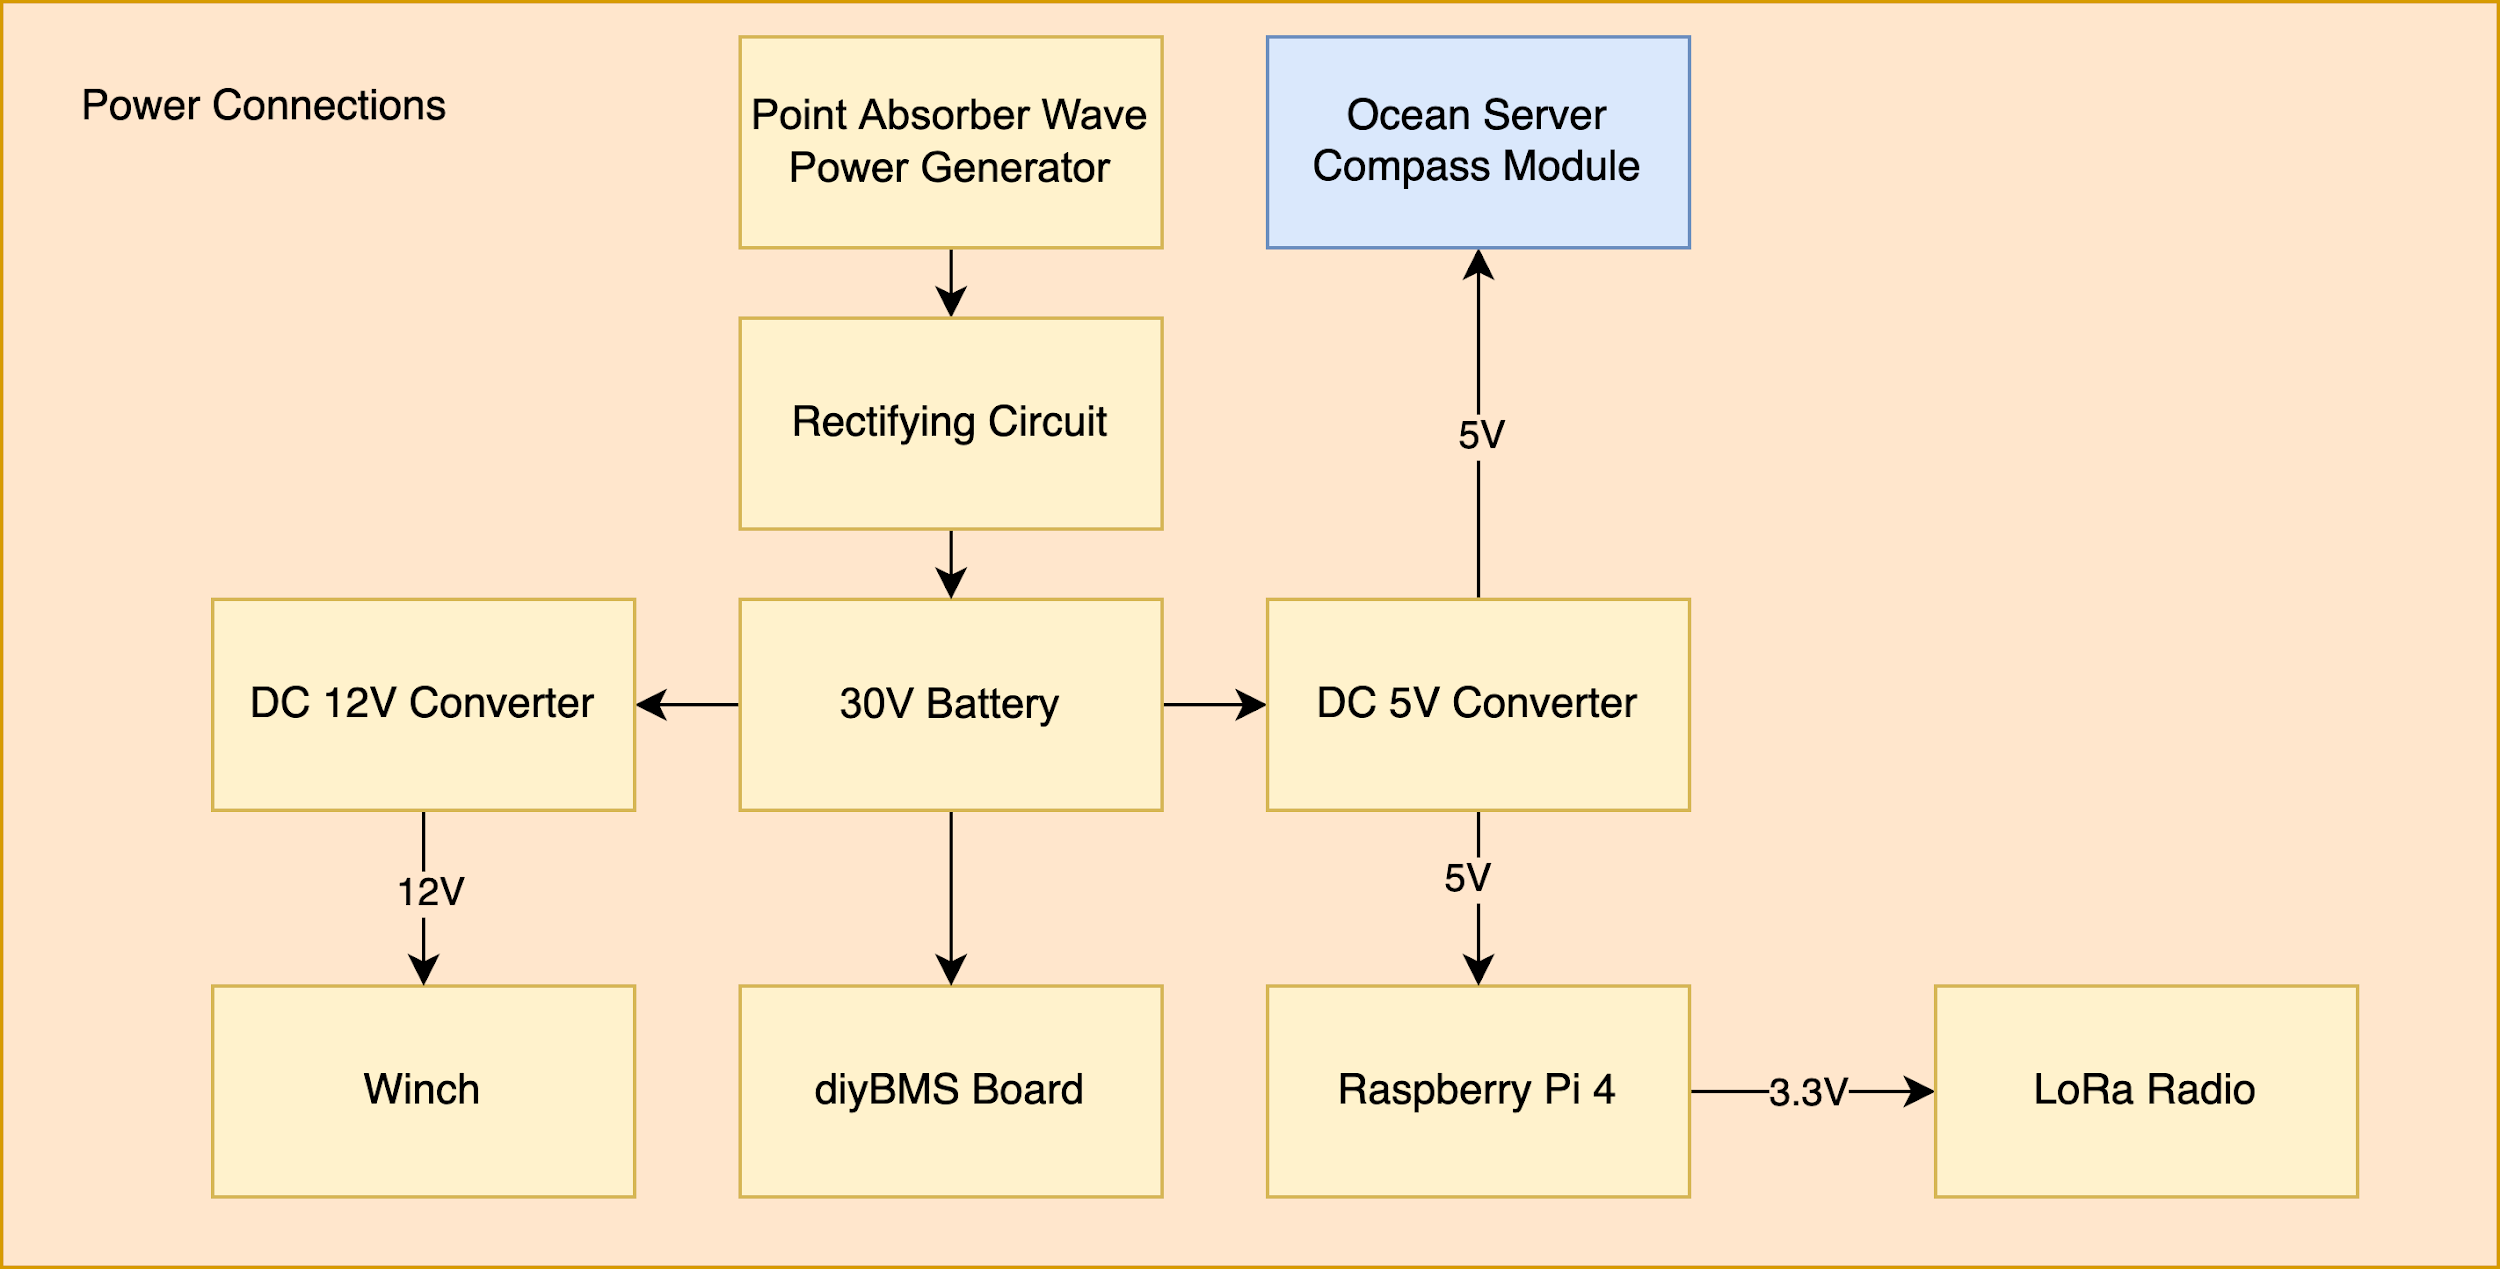 Power Connections
Point Absorber Wave
Power Generator
Ocean Server
Compass Module
Rectifying Circuit
5V
DC 12V Converter
30V Battery
DC 5V Converter
12V
5V
Winch
diyBMS Board
Raspberry Pi 4
3.3V
LoRa Radio